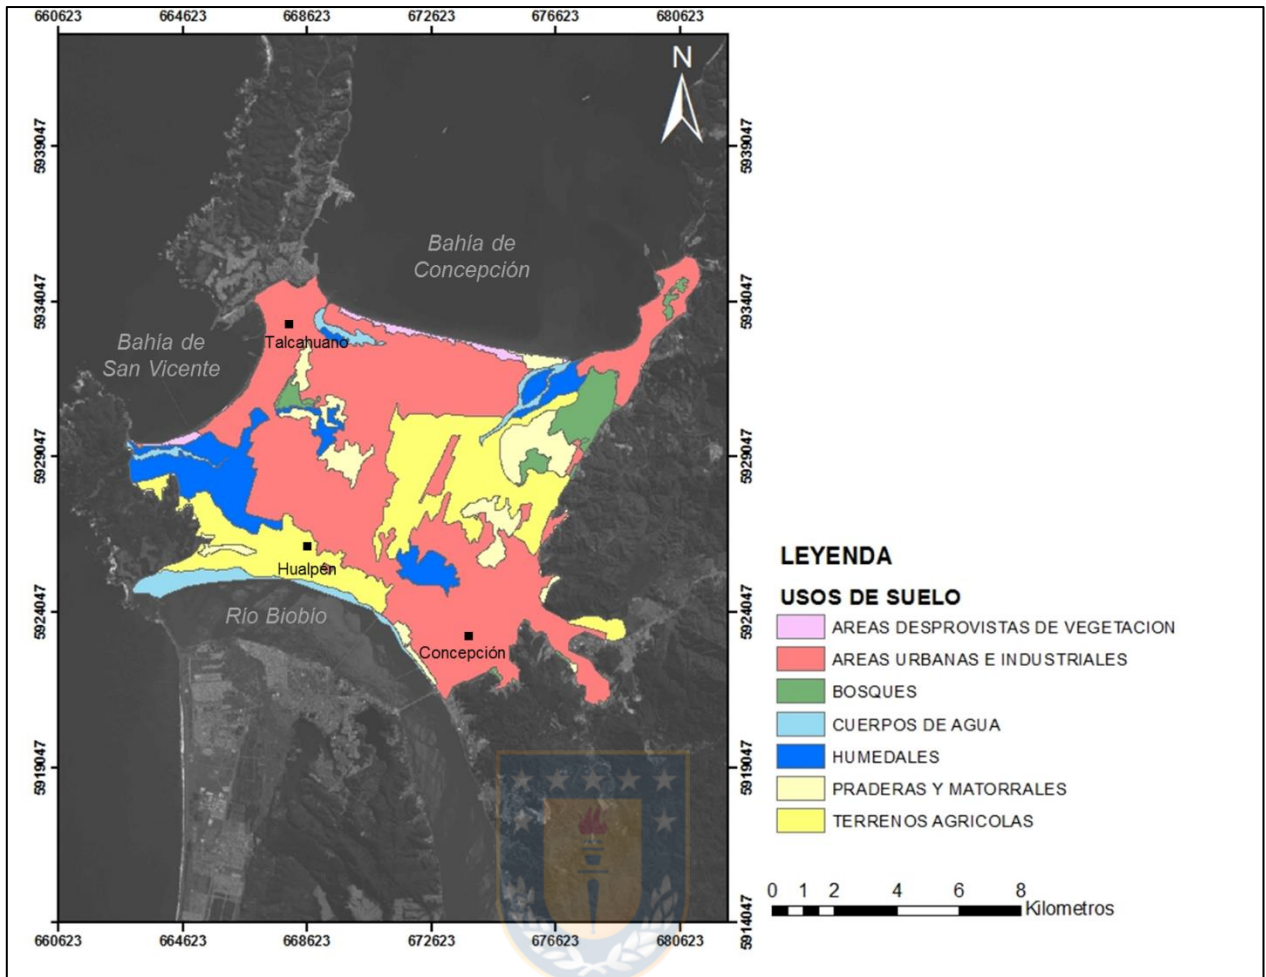 660623 664623 668623 672623 676623 680623
N
5939047 5939047
Bahía de
Concepción
5934047 5934047
Talcahuano
Bahía de
San Vicente
5929047 5929047
Hualpén
5924047 5924047
Rio Biobio
Concepción
5919047 5919047
5914047 5914047
660623 664623 668623 672623 676623 680623
LEYENDA
USOS DE SUELO
AREAS DESPROVISTAS DE VEGETACION
AREAS URBANAS E INDUSTRIALES
BOSQUES
CUERPOS DE AGUA
HUMEDALES
PRADERAS Y MATORRALES
TERRENOS AGRICOLAS
0 1 2 4 6 8
Kilometros